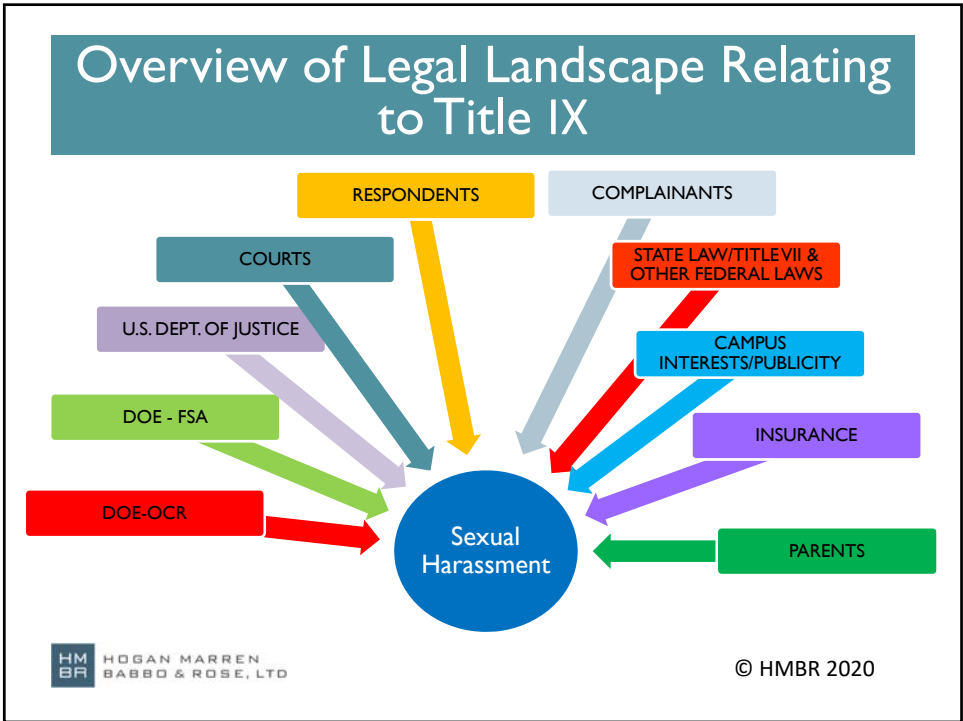 Overview of Legal Landscape Relating
to Title IX
RESPONDENTS
COMPLAINANTS
COURTS
STATE LAW/TITLE VII &
OTHER FEDERAL LAWS
U.S. DEPT. OF JUSTICE
CAMPUS
INTERESTS/PUBLICITY
DOE - FSA
INSURANCE
DOE-OCR
Sexual
Harassment
PARENTS
HM
BR
HOGAN MARREN
BABBO & ROSE, LTD
© HMBR 2020